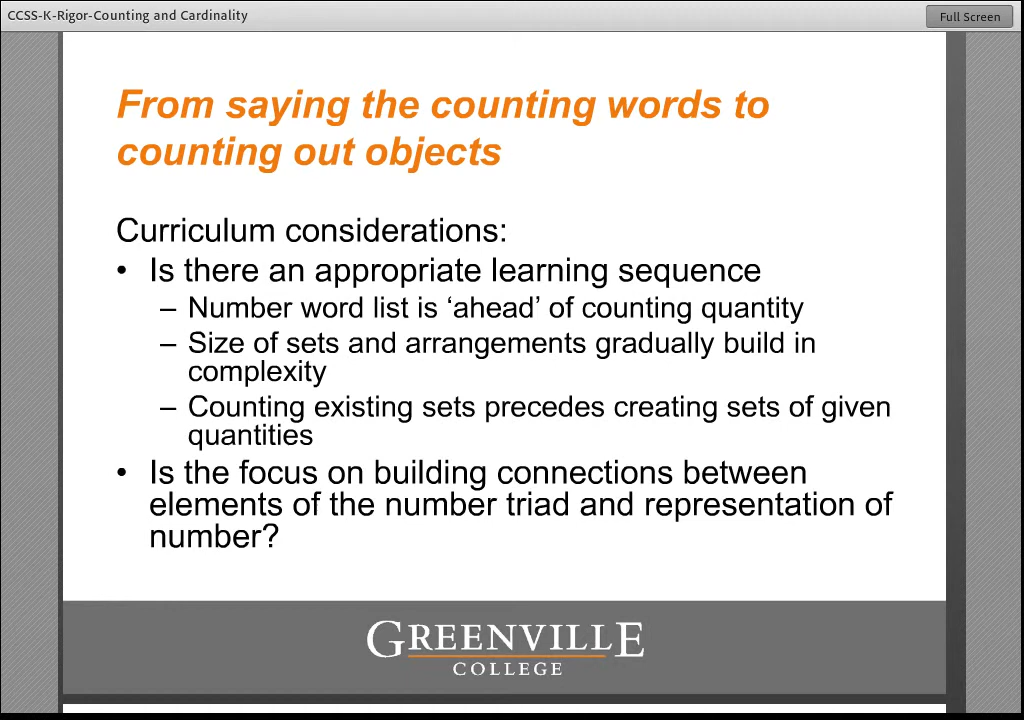 CCSS-K-Rigor-Counting and Cardinality
Full Screen
From saying the counting words to
counting out objects
Curriculum considerations:
• Is there an appropriate learning sequence
– Number word list is ‘ahead’ of counting quantity
– Size of sets and arrangements gradually build in
complexity
– Counting existing sets precedes creating sets of given
quantities
• Is the focus on building connections between
elements of the number triad and representation of
number?
GREENVILLE
COLLEGE